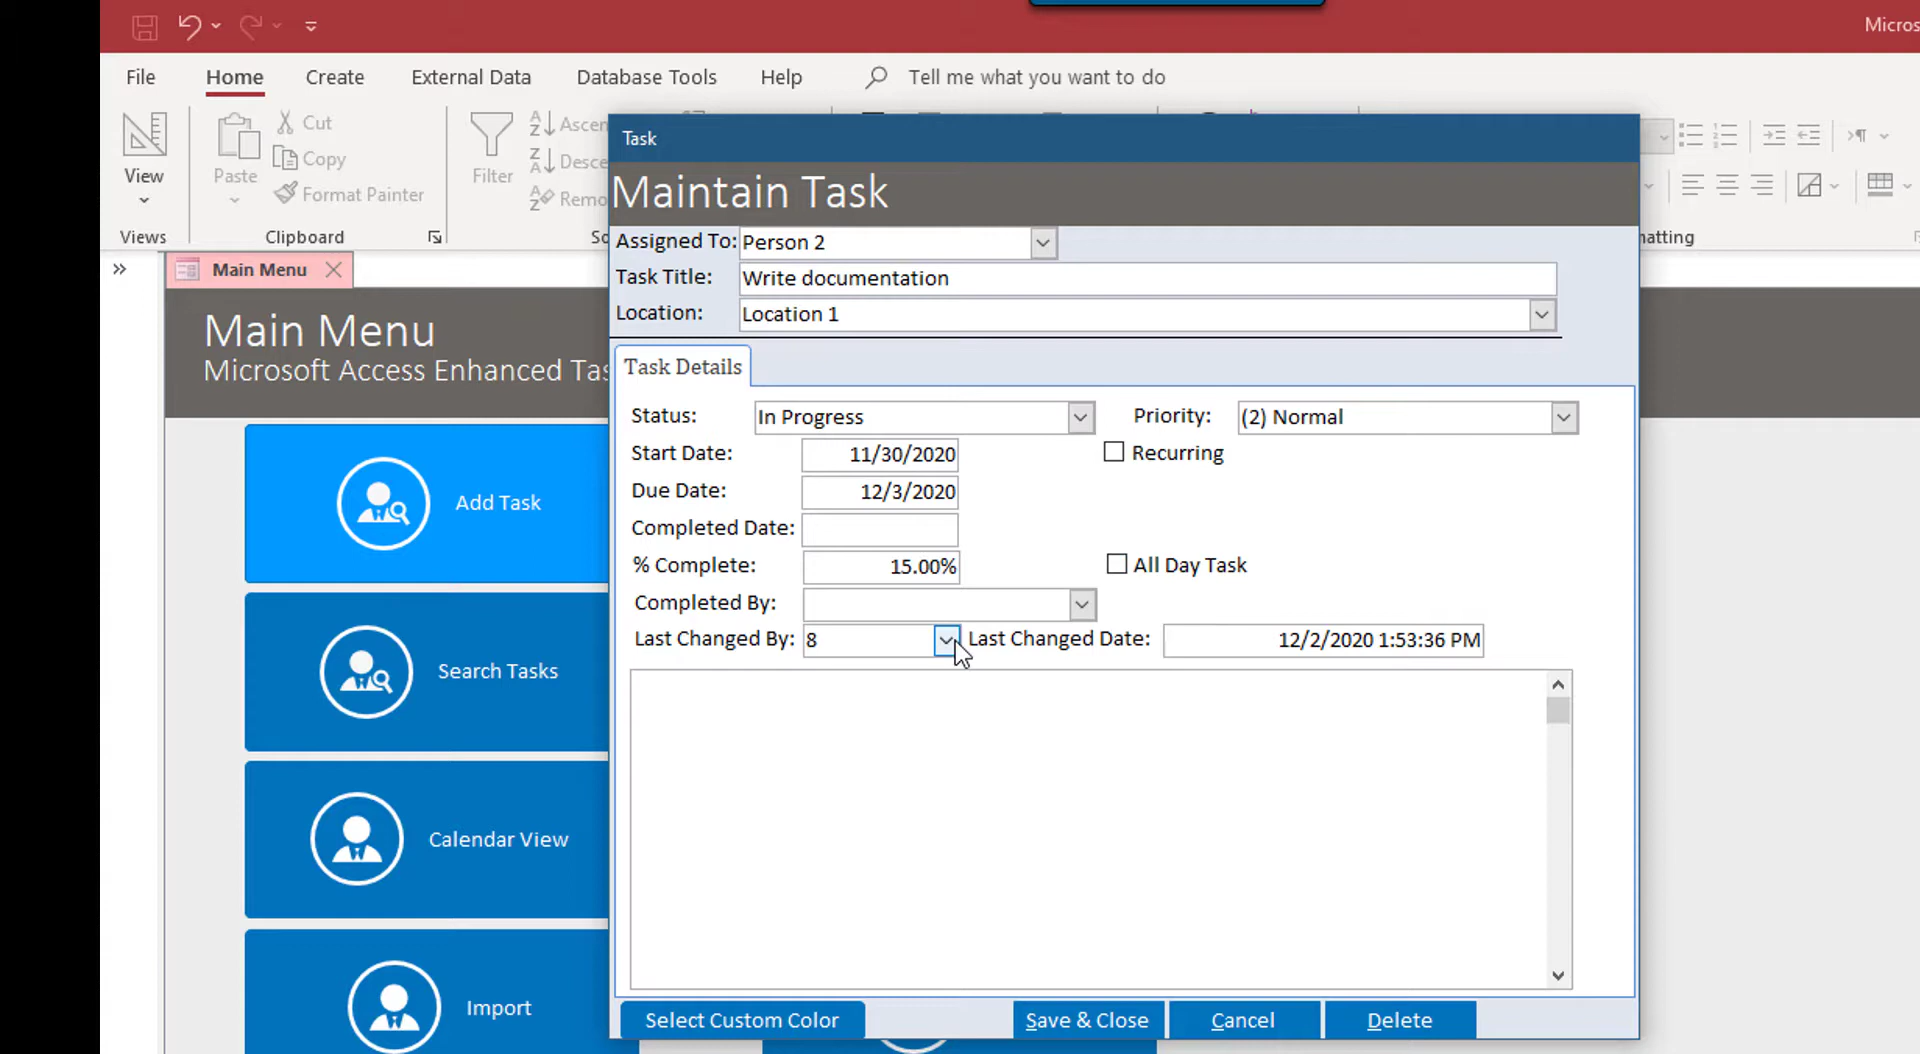 Micros
File Home Create External Data Database Tools Help Tell me what you want to do
View
Paste
Cut
Copy
Format Painter
Filter
Ascen
Desce
Remo
Views
Clipboard
So
matting
Main Menu
Main Menu
Microsoft Access Enhanced Tas
Add Task
Search Tasks
Calendar View
Import
Task
Maintain Task
Assigned To: Person 2
Task Title: Write documentation
Location: Location 1
Task Details
Status: In Progress Priority: (2) Normal
Start Date: 11/30/2020 Recurring
Due Date: 12/3/2020
Completed Date:
% Complete: 15.00% All Day Task
Completed By:
Last Changed By: 8 Last Changed Date: 12/2/2020 1:53:36 PM
Select Custom Color Save & Close Cancel Delete